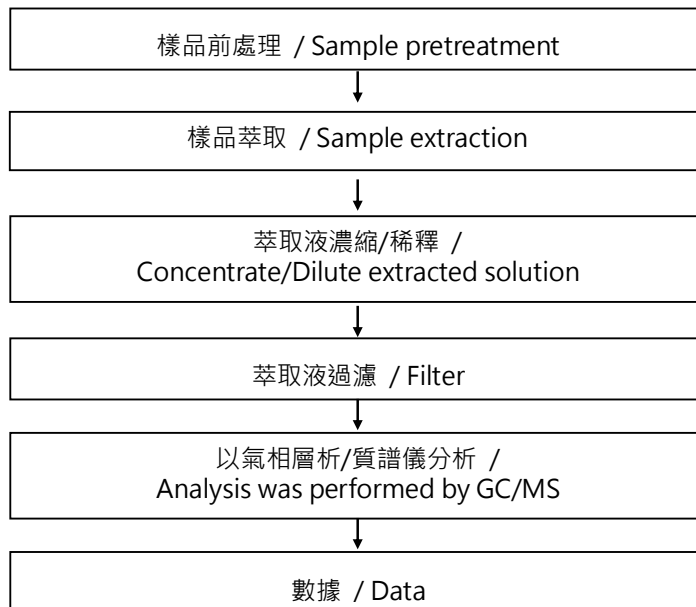 樣品前處理 / Sample pretreatment
樣品萃取 / Sample extraction
萃取液濃縮/稀釋 /
Concentrate/Dilute extracted solution
萃取液過濾 / Filter
以氣相層析/質譜儀分析 /
Analysis was performed by GC/MS
數據 / Data